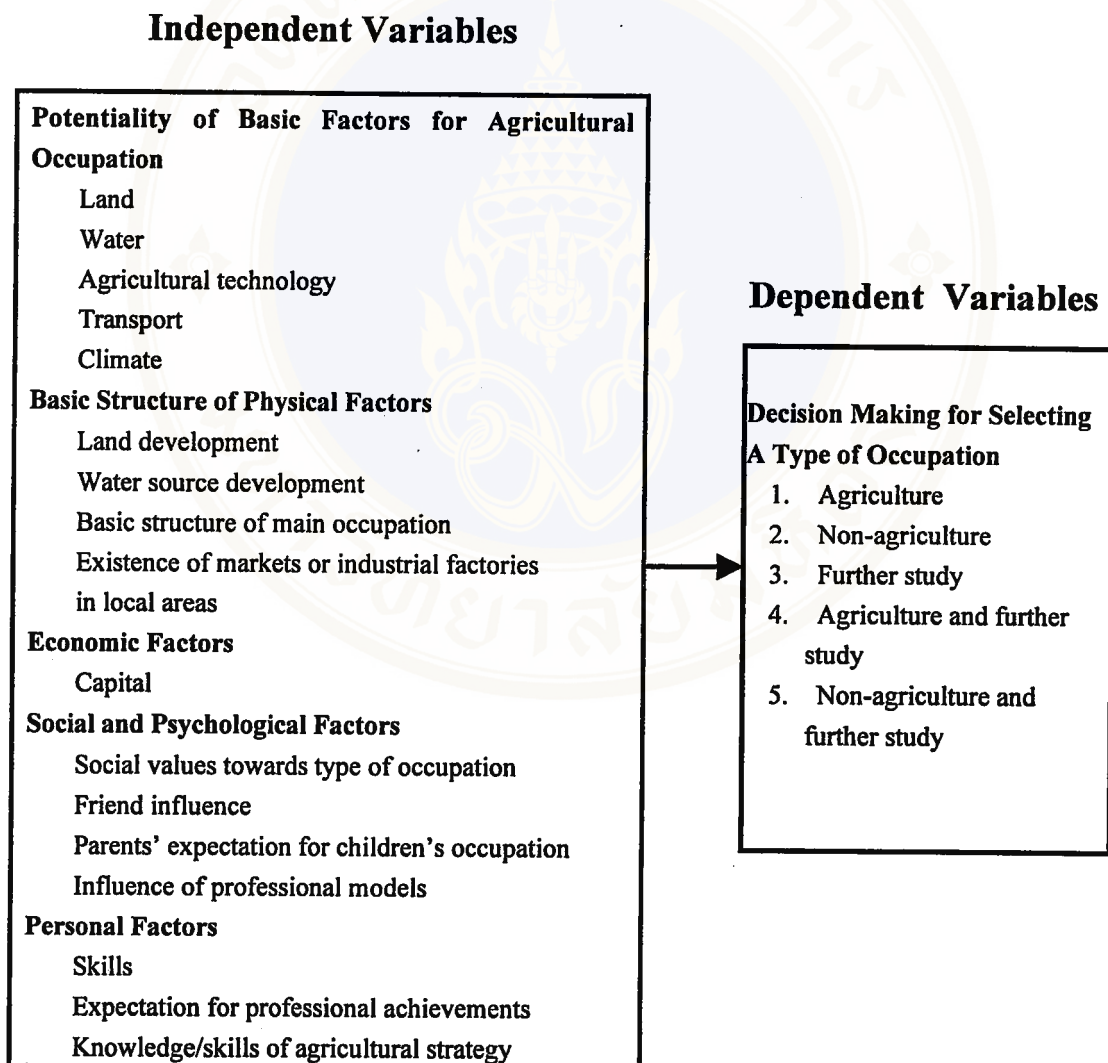 Independent Variables
Potentiality of Basic Factors for Agricultural
Occupation
Land
Water
Agricultural technology
Transport
Climate
Basic Structure of Physical Factors
Land development
Water source development
Basic structure of main occupation
Existence of markets or industrial factories
in local areas
Economic Factors
Capital
Social and Psychological Factors
Social values towards type of occupation
Friend influence
Parents’ expectation for children’s occupation
Influence of professional models
Personal Factors
Skills
Expectation for professional achievements
Knowledge/skills of agricultural strategy
Dependent Variables
Decision Making for Selecting
A Type of Occupation
1. Agriculture
2. Non-agriculture
3. Further study
4. Agriculture and further
study
5. Non-agriculture and
further study